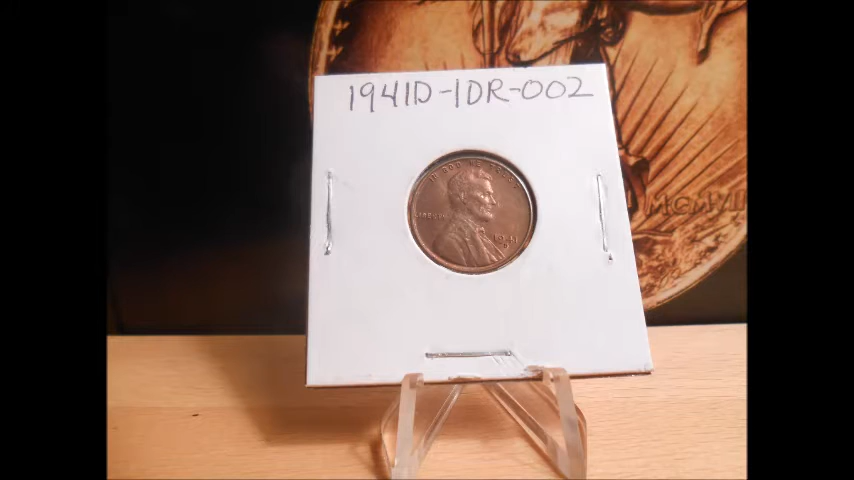 1941D-1DR-002
IN GOD WE TRUST
LIBERTY
1941
D
MCMVII